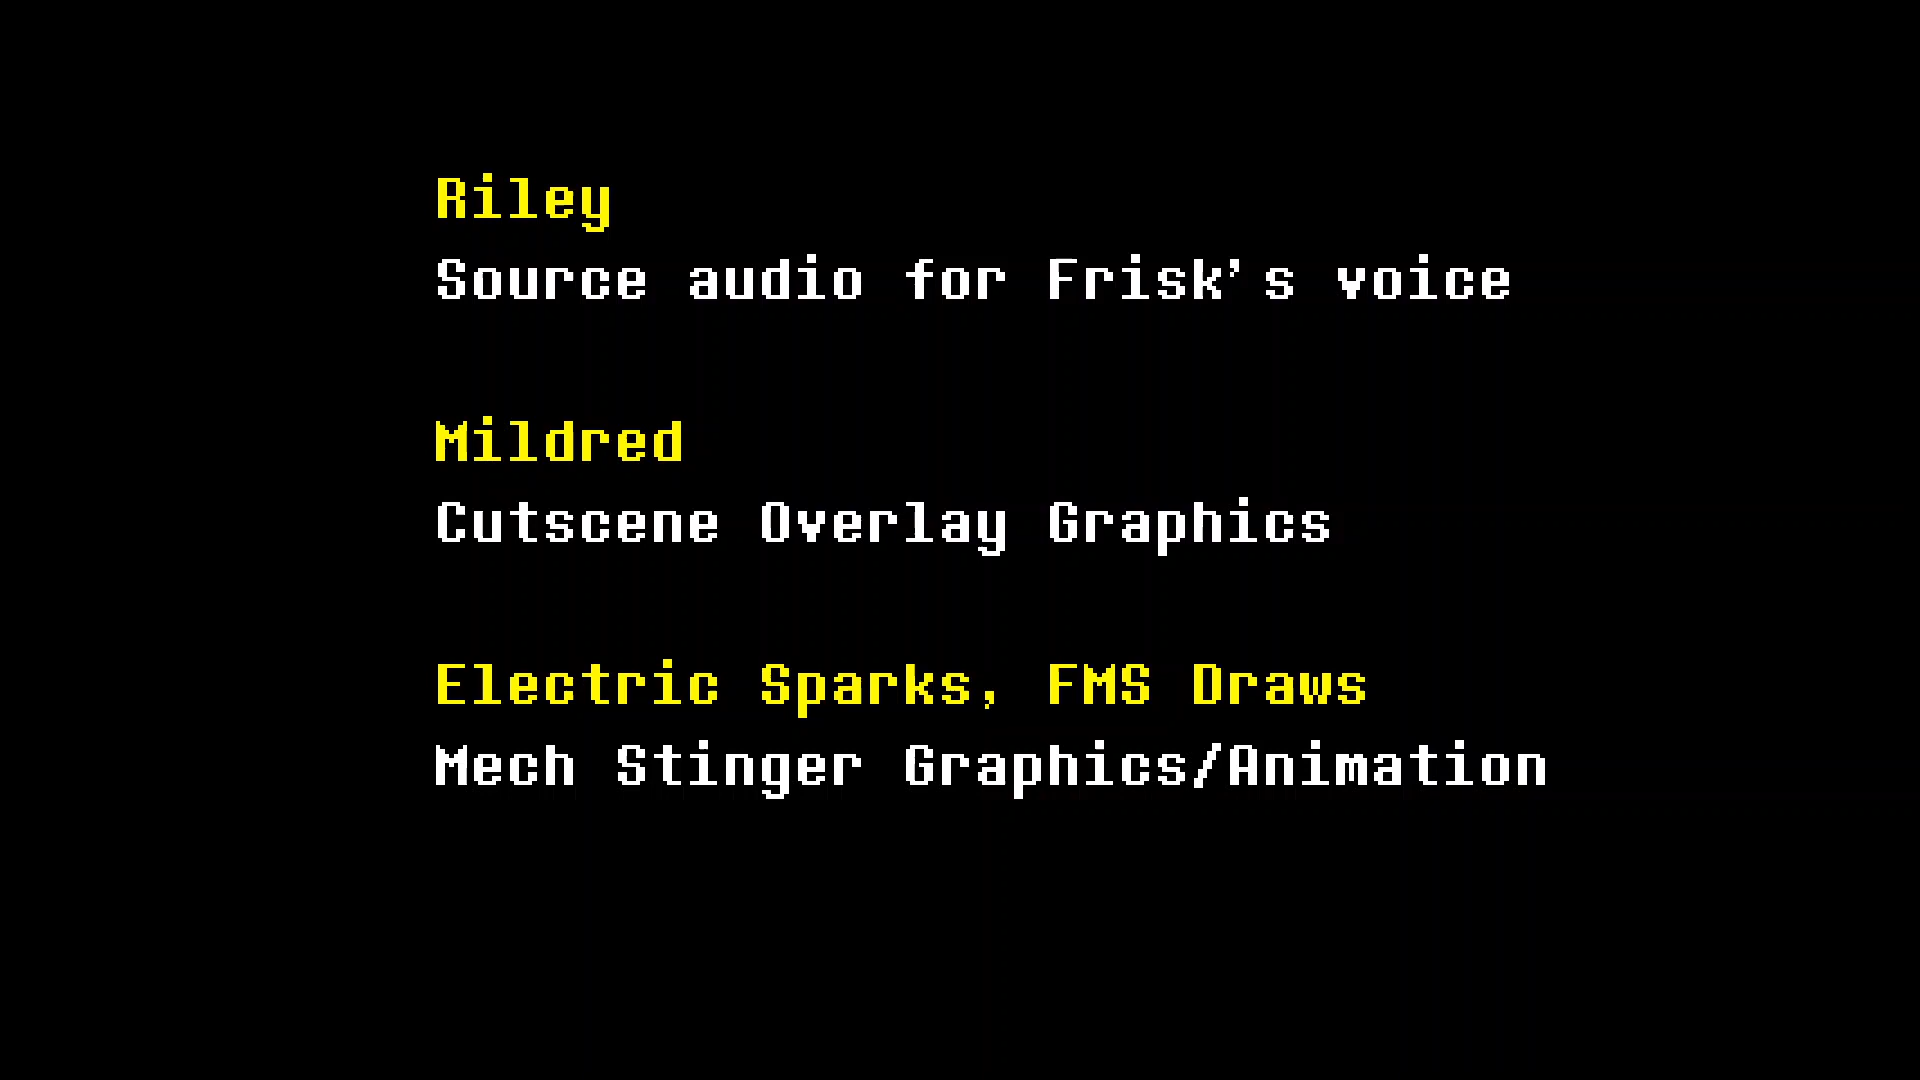 Riley
Source audio for Frisk's voice
Mildred
Cutscene Overlay Graphics
Electric Sparks, FMS Draws
Mech Stinger Graphics/Animation